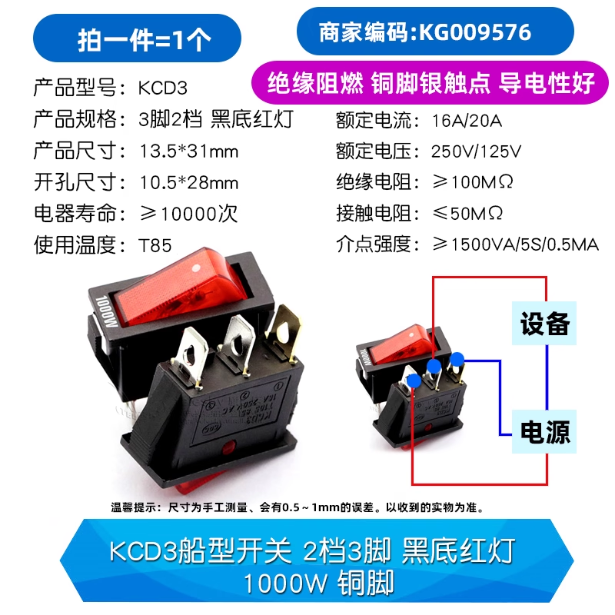 拍一件=1个
商家编码:KG009576
绝缘阻燃 铜脚银触点 导电性好
产品型号: KCD3
产品规格: 3脚2档 黑底红灯
产品尺寸: 13.5*31mm
开孔尺寸: 10.5*28mm
电器寿命: ≥10000次
使用温度: T85
额定电流: 16A/20A
额定电压: 250V/125V
绝缘电阻: ≥100MΩ
接触电阻: ≤50MΩ
介点强度: ≥1500VA/5S/0.5MA
1000W
设备
电源
温馨提示: 尺寸为手工测量、会有0.5~1mm的误差。以收到的实物为准。
KCD3船型开关 2档3脚 黑底红灯
1000W 铜脚